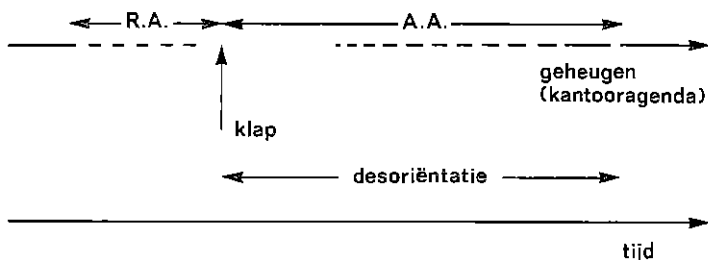 R.A. A.A.
geheugen
(kantooragenda)
klap
desoriëntatie
tijd